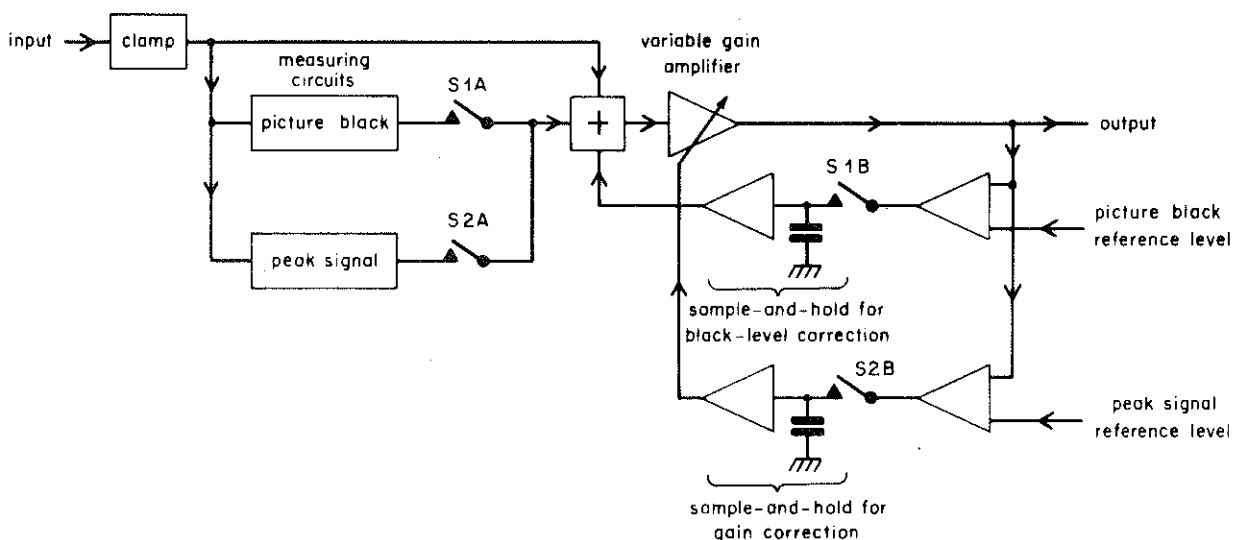 input
clamp
measuring
circuits
picture black
S1A
peak signal
S2A
+
variable gain
amplifier
output
S1B
picture black
reference level
sample-and-hold for
black-level correction
S2B
peak signal
reference level
sample-and-hold for
gain correction